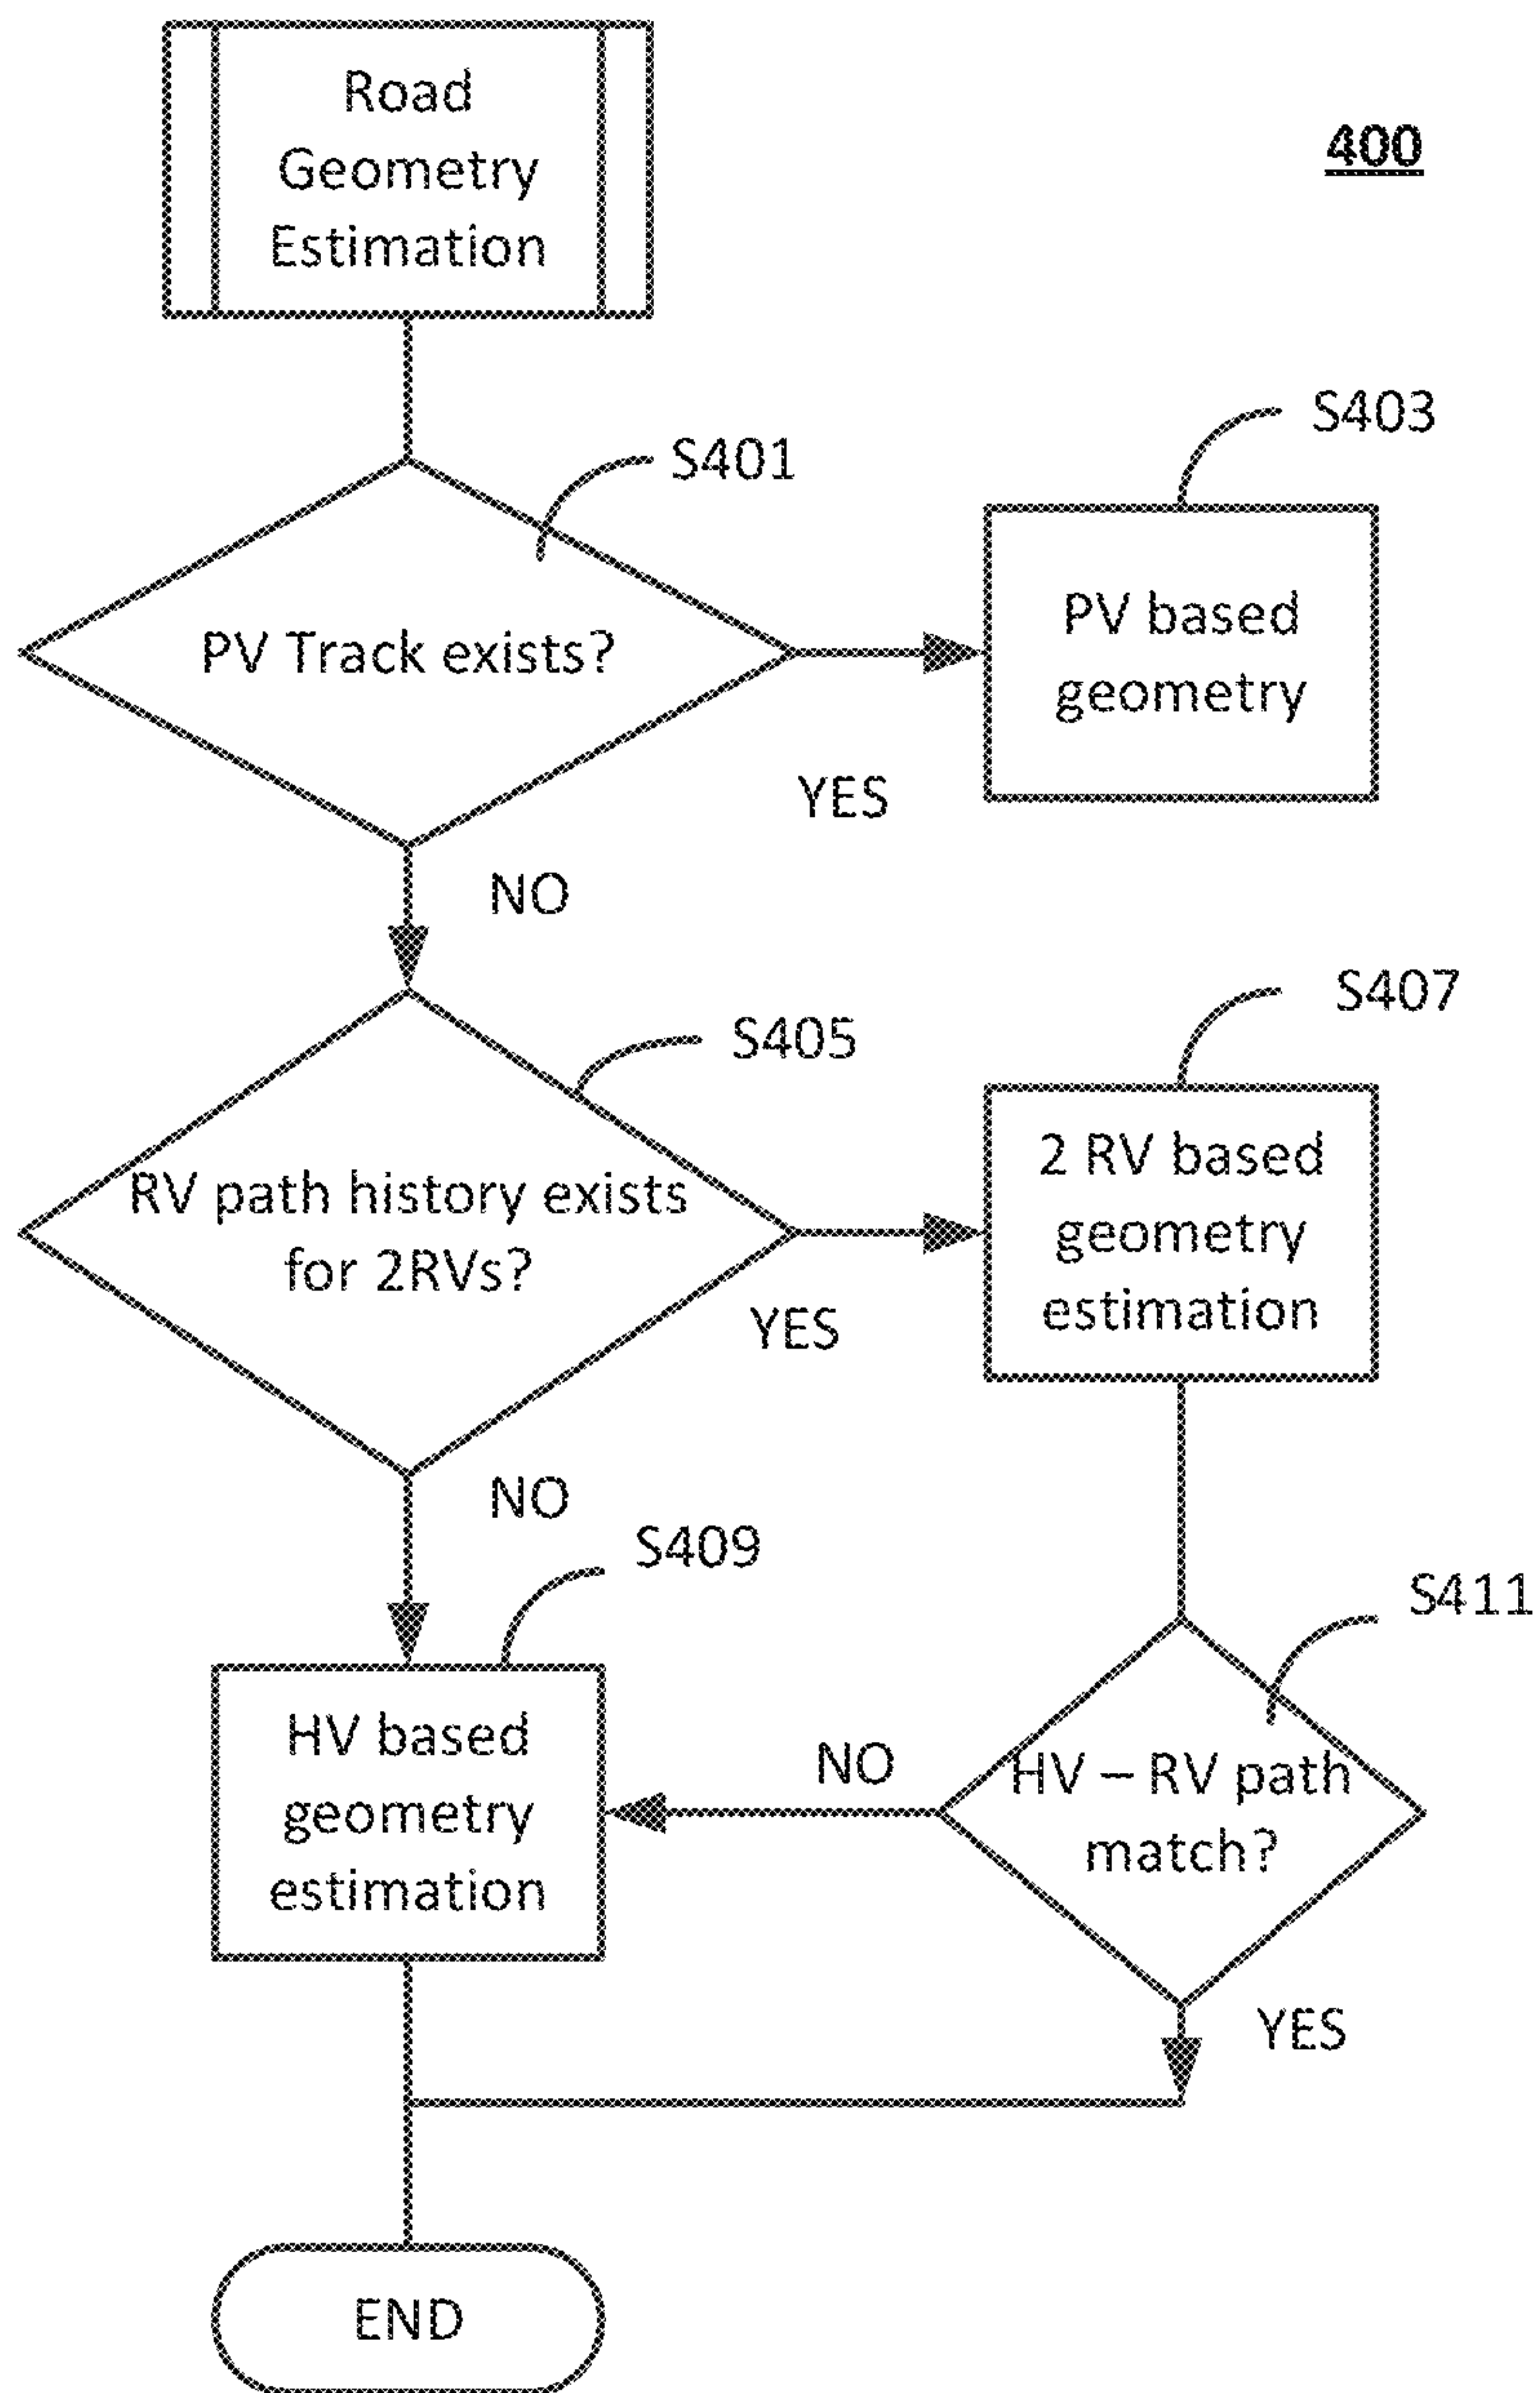 Road
Geometry
Estimation
400
S401
PV Track exists?
S403
PV based
geometry
YES
NO
S405
RV path history exists
for 2RVs?
S407
2 RV based
geometry
estimation
YES
NO
S409
HV based
geometry
estimation
S411
HV – RV path
match?
NO
YES
END